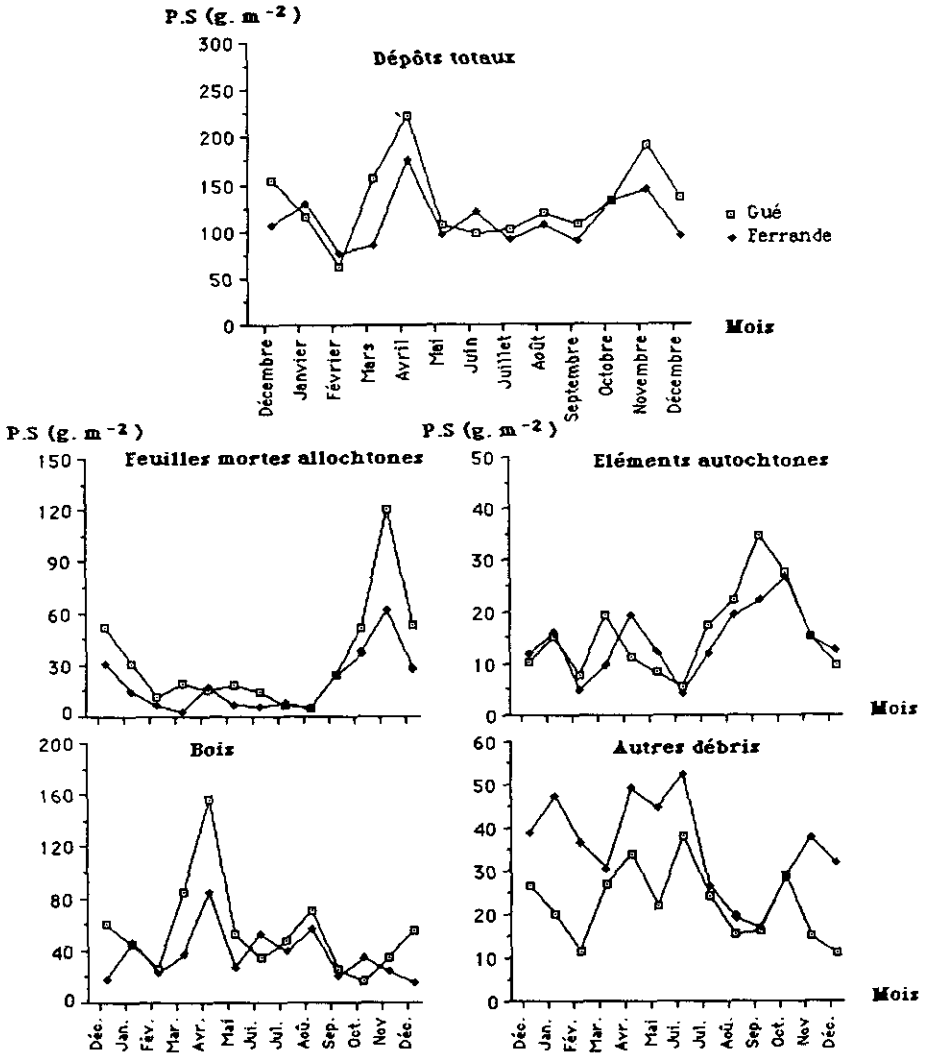 P.S (g. m⁻²)
Dépôts totaux
300
250
200
150
100
50
0
Gué
Ferrande
Mois
Décembre
Janvier
Février
Mars
Avril
Mai
Juin
Juillet
Août
Septembre
Octobre
Novembre
Décembre
P.S (g. m⁻²)
Feuilles mortes allochtones
150
120
60
30
0
P.S (g. m⁻²)
Eléments autochtones
50
40
30
20
10
0
Mois
Bois
200
160
120
80
40
0
Déc.
Jan.
Fév.
Mar.
Avr.
Mai
Jui.
Jul.
Aoû.
Sep.
Oct.
Nov
Déc.
Autres débris
60
50
40
30
20
10
0
Mois
Déc.
Jan.
Fév.
Mar.
Avr.
Mai
Jui.
Jul.
Aoû.
Sep.
Oct.
Nov
Déc.